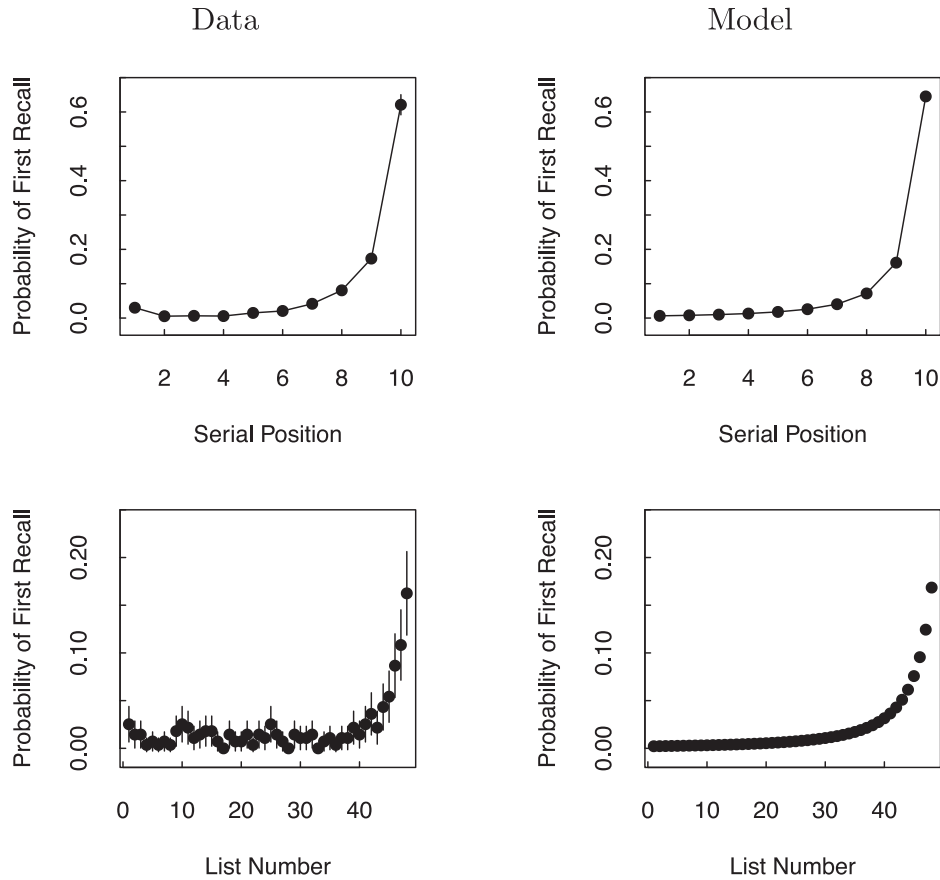 Data
Model
Probability of First Recall
0.0 0.2 0.4 0.6
2 4 6 8 10
Serial Position
Probability of First Recall
0.0 0.2 0.4 0.6
2 4 6 8 10
Serial Position
Probability of First Recall
0.00 0.10 0.20
0 10 20 30 40
List Number
Probability of First Recall
0.00 0.10 0.20
0 10 20 30 40
List Number